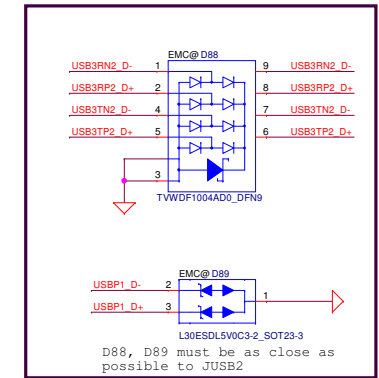 EMC@ D88
USB3RN2_D- 1 9 USB3RN2_D-
USB3RP2_D+ 2 8 USB3RP2_D+
USB3TN2_D- 4 7 USB3TN2_D-
USB3TP2_D+ 5 6 USB3TP2_D+
3
TVWDF1004AD0_DFN9
EMC@ D89
USBP1_D- 2
1
USBP1_D+ 3
L30ESDL5V0C3-2_SOT23-3
D88, D89 must be as close as
possible to JUSB2